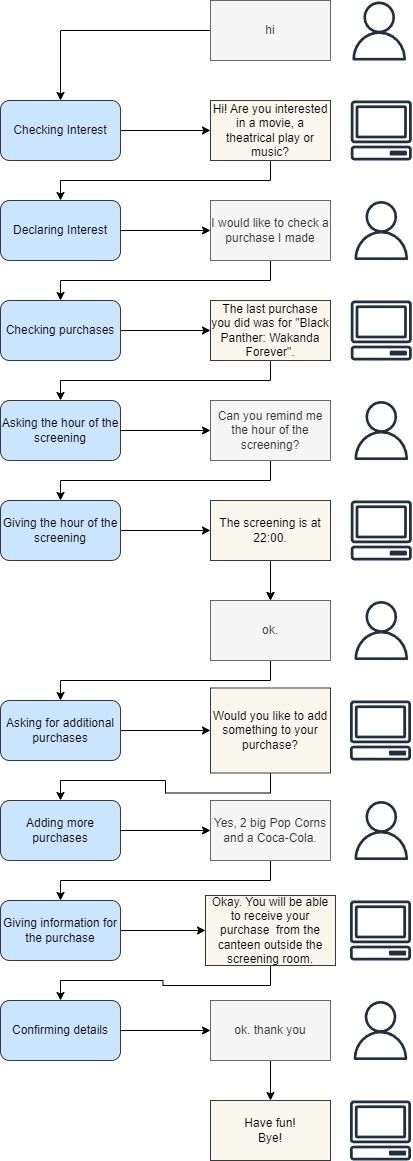 hi
Checking Interest
Hi! Are you interested
in a movie, a
theatrical play or
music?
Declaring Interest
I would like to check a
purchase I made
Checking purchases
The last purchase
you did was for "Black
Panther: Wakanda
Forever".
Asking the hour of the
screening
Can you remind me
the hour of the
screening?
Giving the hour of the
screening
The screening is at
22:00.
ok.
Asking for additional
purchases
Would you like to add
something to your
purchase?
Adding more
purchases
Yes, 2 big Pop Corns
and a Coca-Cola.
Giving information for
the purchase
Okay. You will be able
to receive your
purchase from the
canteen outside the
screening room.
Confirming details
ok. thank you
Have fun!
Bye!